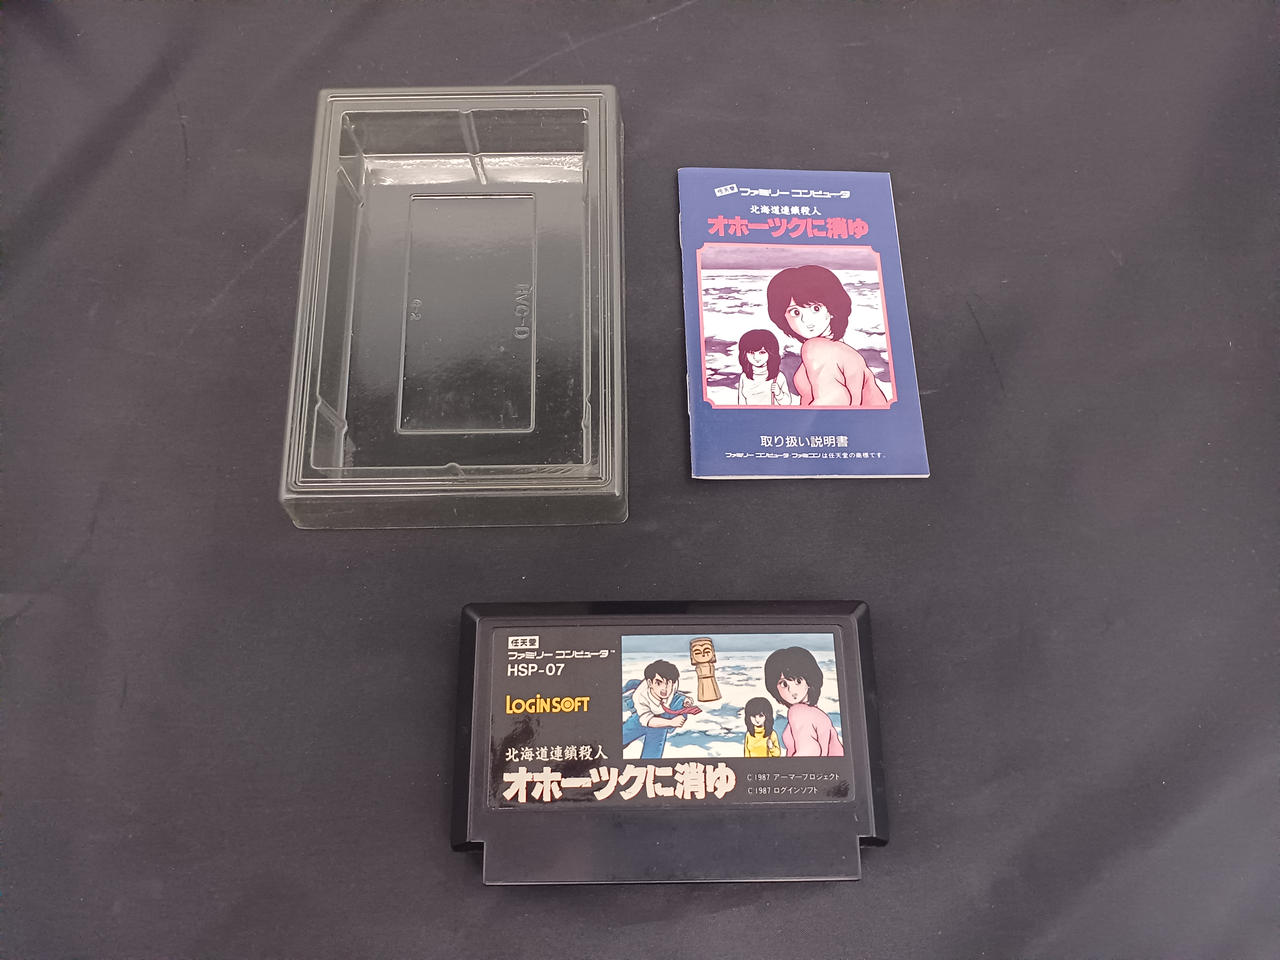 HVC-D
6-2
任天堂 ファミリー コンピュータ
北海道連鎖殺人
オホーツクに消ゆ
取り扱い説明書
ファミリー コンピュータ・ファミコンは任天堂の商標です。
任天堂
ファミリー コンピュータ™
HSP-07
LOGiN SOFT
北海道連鎖殺人
オホーツクに消ゆ
C 1987 アーマープロジェクト
C 1987 ログインソフト